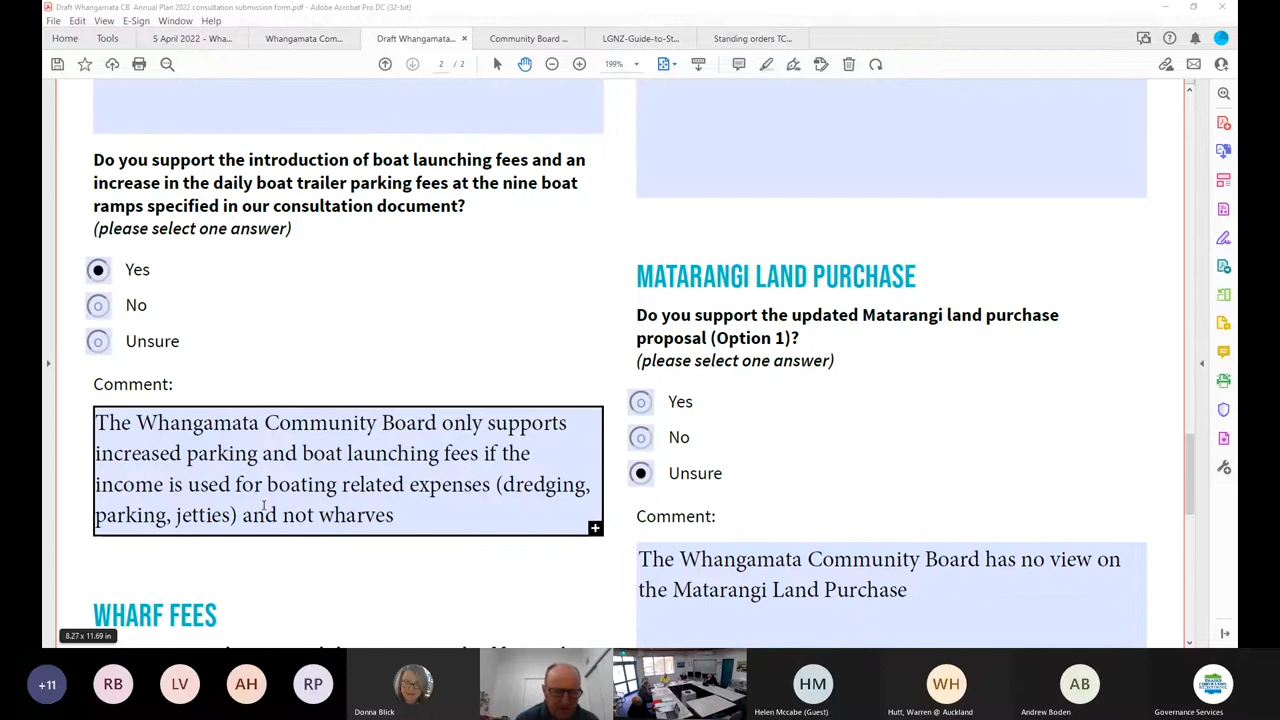 Draft Whangamata CB Annual Plan 2022 consultation submission form.pdf - Adobe Acrobat Pro DC (32-bit)
File Edit View E-Sign Window Help
Home Tools 5 April 2022 - Wha... Whangamata Com... Draft Whangamata... × Community Board ... LGNZ-Guide-to-St... Standing orders TC...
2 / 2 199%
Do you support the introduction of boat launching fees and an
increase in the daily boat trailer parking fees at the nine boat
ramps specified in our consultation document?
(please select one answer)
Yes
No
Unsure
Comment:
The Whangamata Community Board only supports
increased parking and boat launching fees if the
income is used for boating related expenses (dredging,
parking, jetties) and not wharves
WHARF FEES
8.27 x 11.69 in
MATARANGI LAND PURCHASE
Do you support the updated Matarangi land purchase
proposal (Option 1)?
(please select one answer)
Yes
No
Unsure
Comment:
The Whangamata Community Board has no view on
the Matarangi Land Purchase
+11 RB LV AH RP HM WH AB
Donna Blick Helen Mccabe (Guest) Hutt, Warren @ Auckland Andrew Boden Governance Services